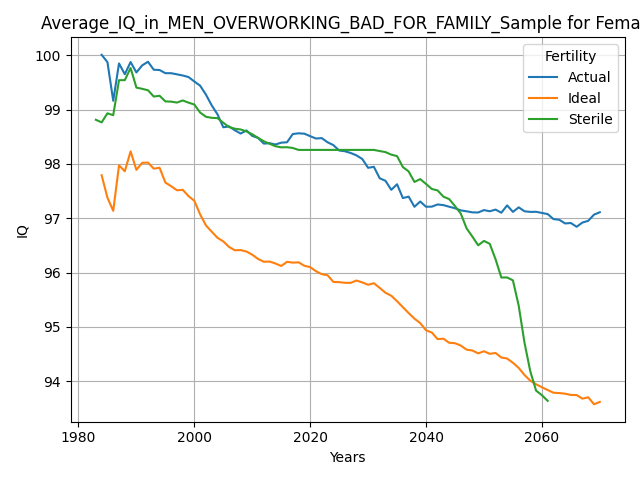 Average_IQ_in_MEN_OVERWORKING_BAD_FOR_FAMILY_Sample for Fema
Fertility
Actual
Ideal
Sterile
IQ
100
99
98
97
96
95
94
1980
2000
2020
2040
2060
Years